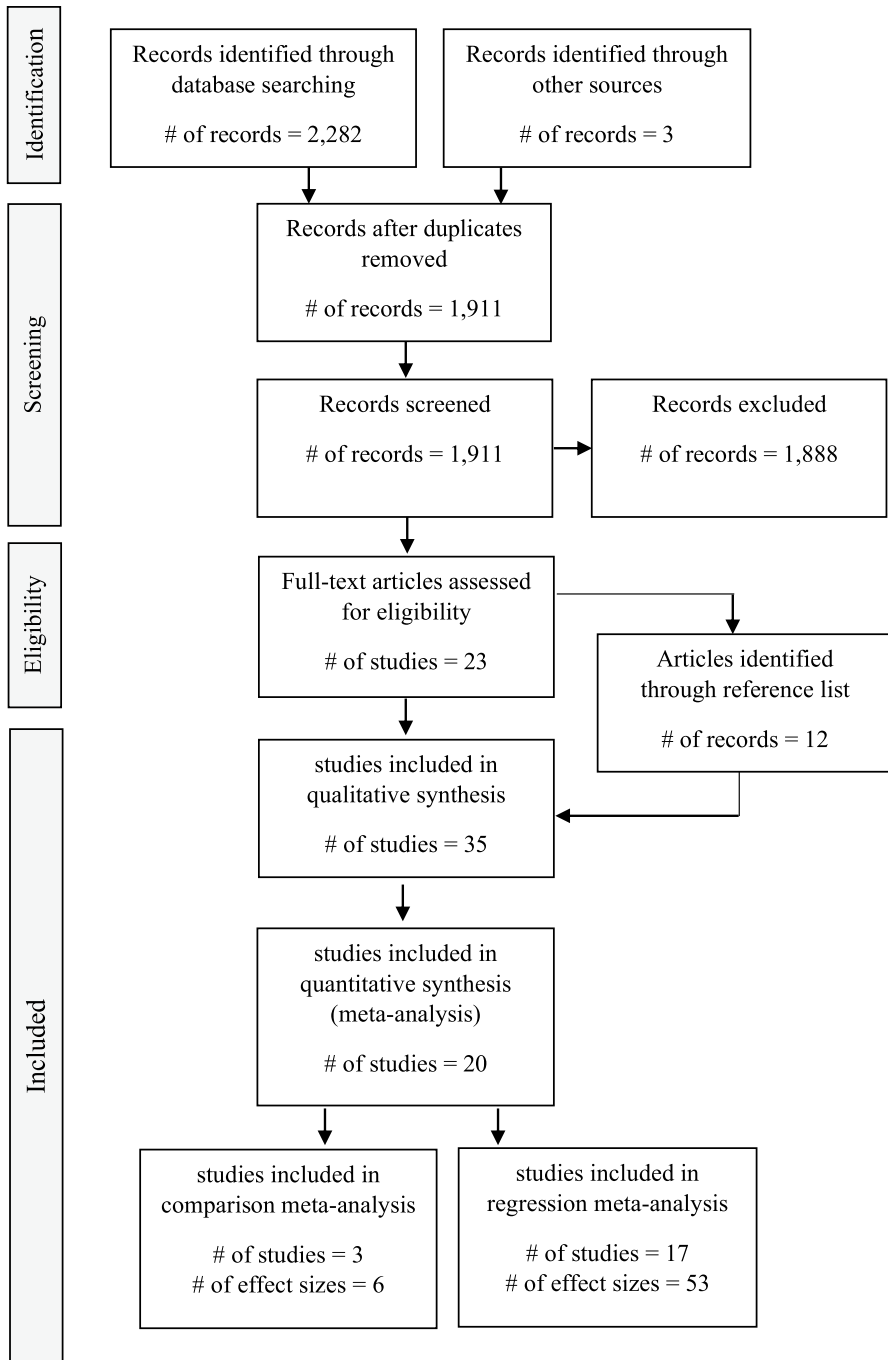 Identification
Records identified through
database searching
# of records = 2,282
Records identified through
other sources
# of records = 3
Screening
Records after duplicates
removed
# of records = 1,911
Records screened
# of records = 1,911
Records excluded
# of records = 1,888
Eligibility
Full-text articles assessed
for eligibility
# of studies = 23
Articles identified
through reference list
# of records = 12
Included
studies included in
qualitative synthesis
# of studies = 35
studies included in
quantitative synthesis
(meta-analysis)
# of studies = 20
studies included in
comparison meta-analysis
# of studies = 3
# of effect sizes = 6
studies included in
regression meta-analysis
# of studies = 17
# of effect sizes = 53